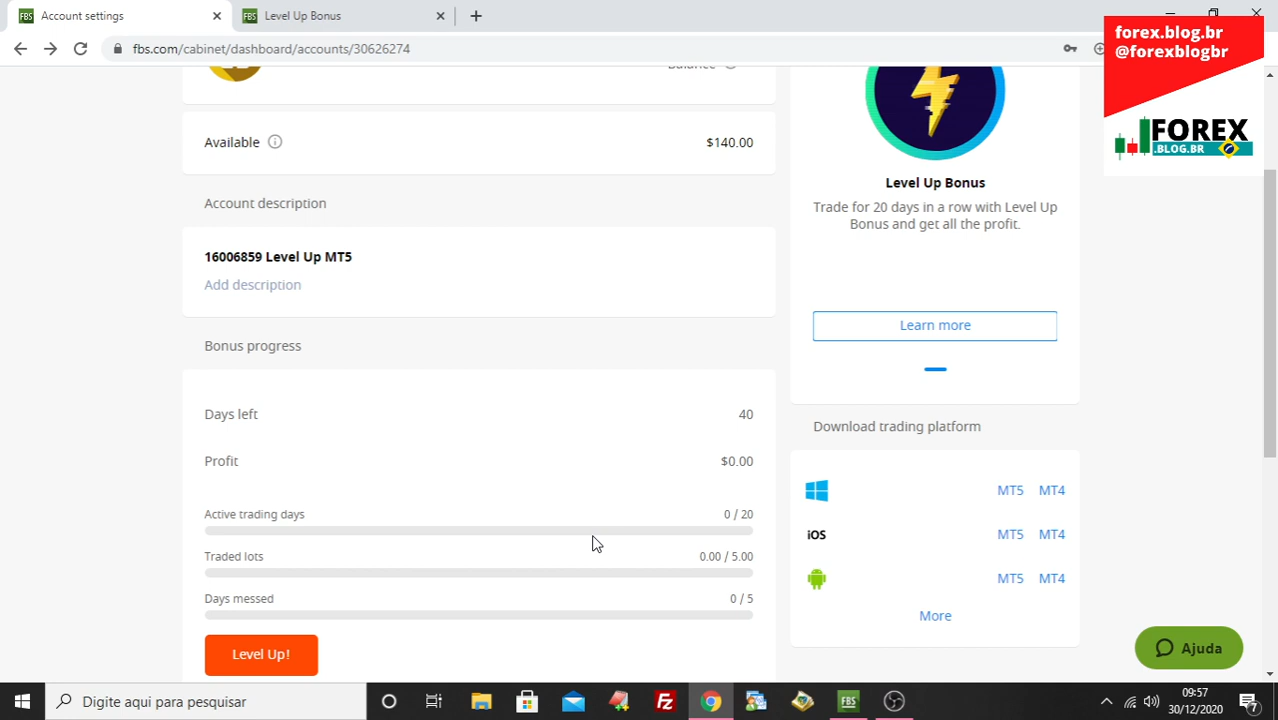 Account settings
Level Up Bonus
fbs.com/cabinet/dashboard/accounts/30626274
forex.blog.br
@forexblogbr
FOREX
.BLOG.BR
Balance
Available
$140.00
Account description
16006859 Level Up MT5
Add description
Bonus progress
Days left
40
Profit
$0.00
Active trading days
0 / 20
Traded lots
0.00 / 5.00
Days messed
0 / 5
Level Up!
Level Up Bonus
Trade for 20 days in a row with Level Up
Bonus and get all the profit.
Learn more
Download trading platform
MT5 MT4
iOS MT5 MT4
MT5 MT4
More
Ajuda
Digite aqui para pesquisar
FBS
09:57
30/12/2020
7